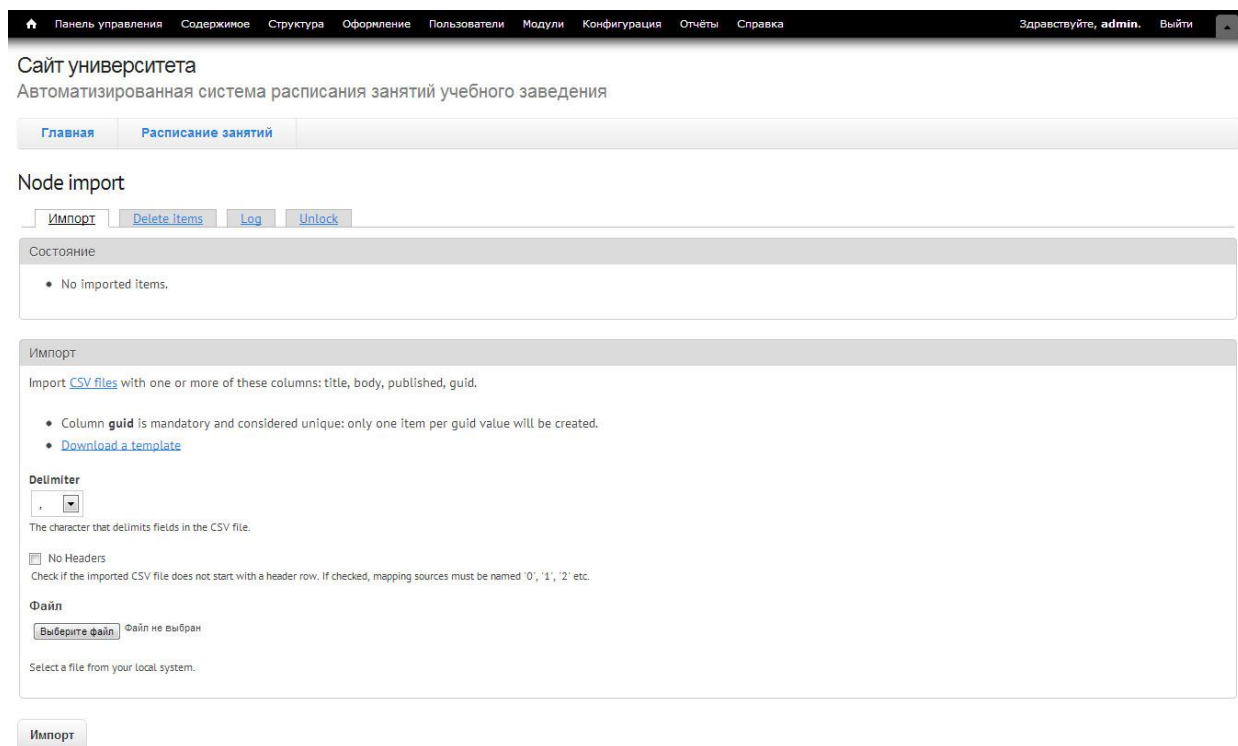 Панель управления Содержимое Структура Оформление Пользователи Модули Конфигурация Отчёты Справка Здравствуйте, admin. Выйти
Сайт университета
Автоматизированная система расписания занятий учебного заведения
Главная Расписание занятий
Node import
Импорт Delete items Log Unlock
Состояние
No imported items.
Импорт
Import CSV files with one or more of these columns: title, body, published, guid.
Column guid is mandatory and considered unique: only one item per guid value will be created.
Download a template
Delimiter
,
The character that delimits fields in the CSV file.
No Headers
Check if the imported CSV file does not start with a header row. If checked, mapping sources must be named '0', '1', '2' etc.
Файл
Выберите файл Файл не выбран
Select a file from your local system.
Импорт